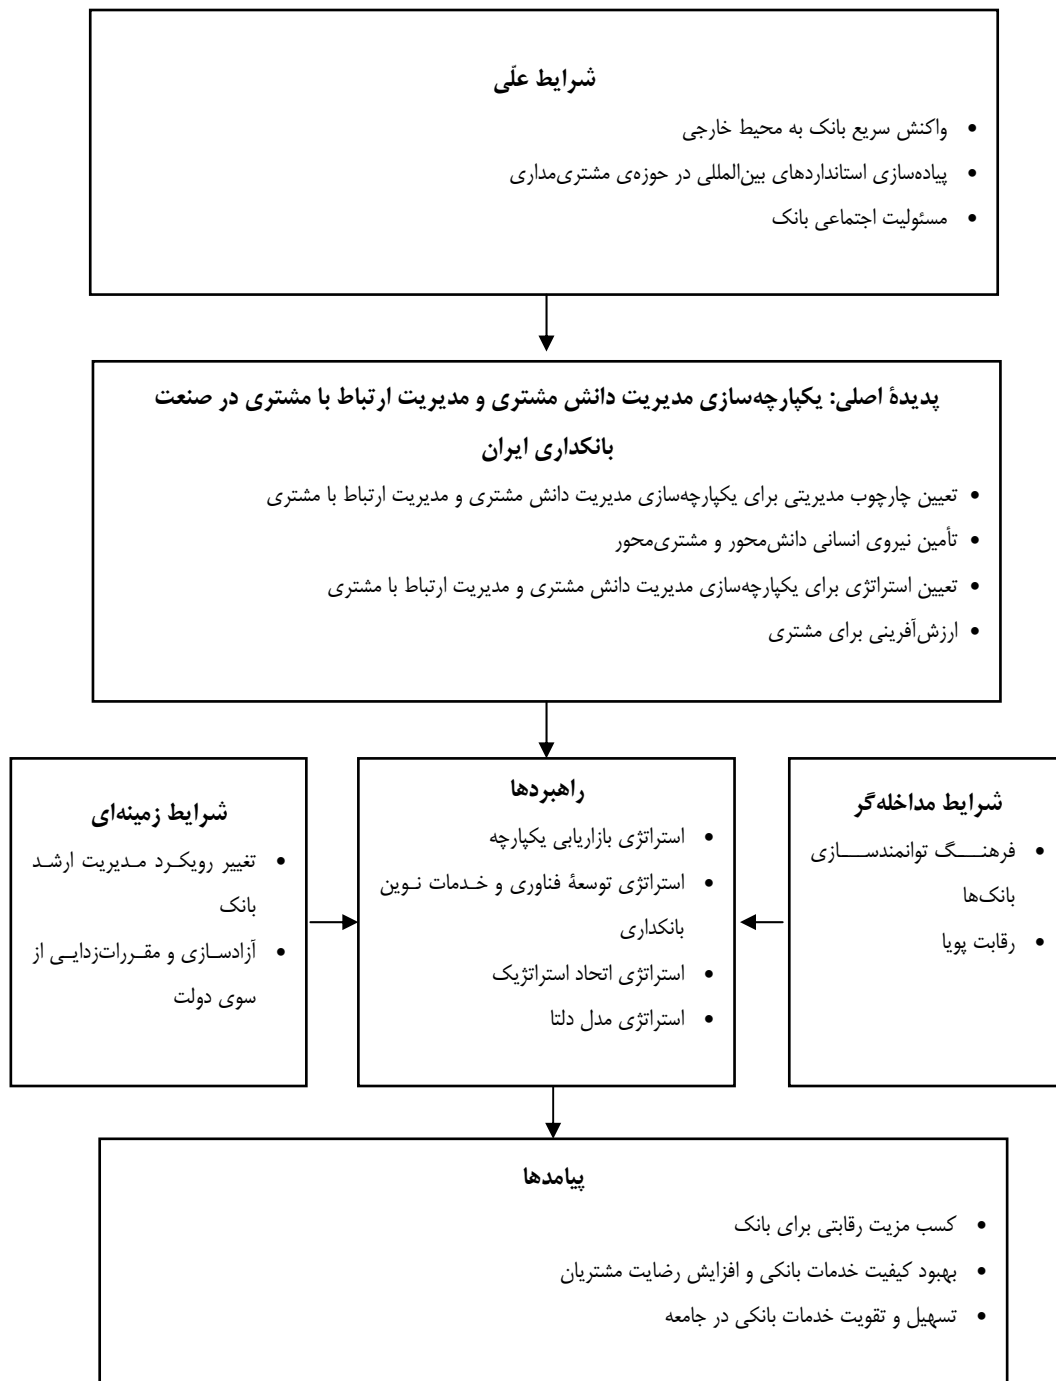 شرایط علّی
• واکنش سریع بانک به محیط خارجی
• پیاده‌سازی استانداردهای بین‌المللی در حوزه‌ی مشتری‌مداری
• مسئولیت اجتماعی بانک
پدیدهٔ اصلی: یکپارچه‌سازی مدیریت دانش مشتری و مدیریت ارتباط با مشتری در صنعت
بانکداری ایران
• تعیین چارچوب مدیریتی برای یکپارچه‌سازی مدیریت دانش مشتری و مدیریت ارتباط با مشتری
• تأمین نیروی انسانی دانش‌محور و مشتری‌محور
• تعیین استراتژی برای یکپارچه‌سازی مدیریت دانش مشتری و مدیریت ارتباط با مشتری
• ارزش‌آفرینی برای مشتری
شرایط مداخله‌گر
• فرهنگ توانمندسازی
بانک‌ها
• رقابت پویا
راهبردها
• استراتژی بازاریابی یکپارچه
• استراتژی توسعهٔ فناوری و خدمات نوین
بانکداری
• استراتژی اتحاد استراتژیک
• استراتژی مدل دلتا
شرایط زمینه‌ای
• تغییر رویکرد مدیریت ارشد
بانک
• آزادسازی و مقررات‌زدایی از
سوی دولت
پیامدها
• کسب مزیت رقابتی برای بانک
• بهبود کیفیت خدمات بانکی و افزایش رضایت مشتریان
• تسهیل و تقویت خدمات بانکی در جامعه